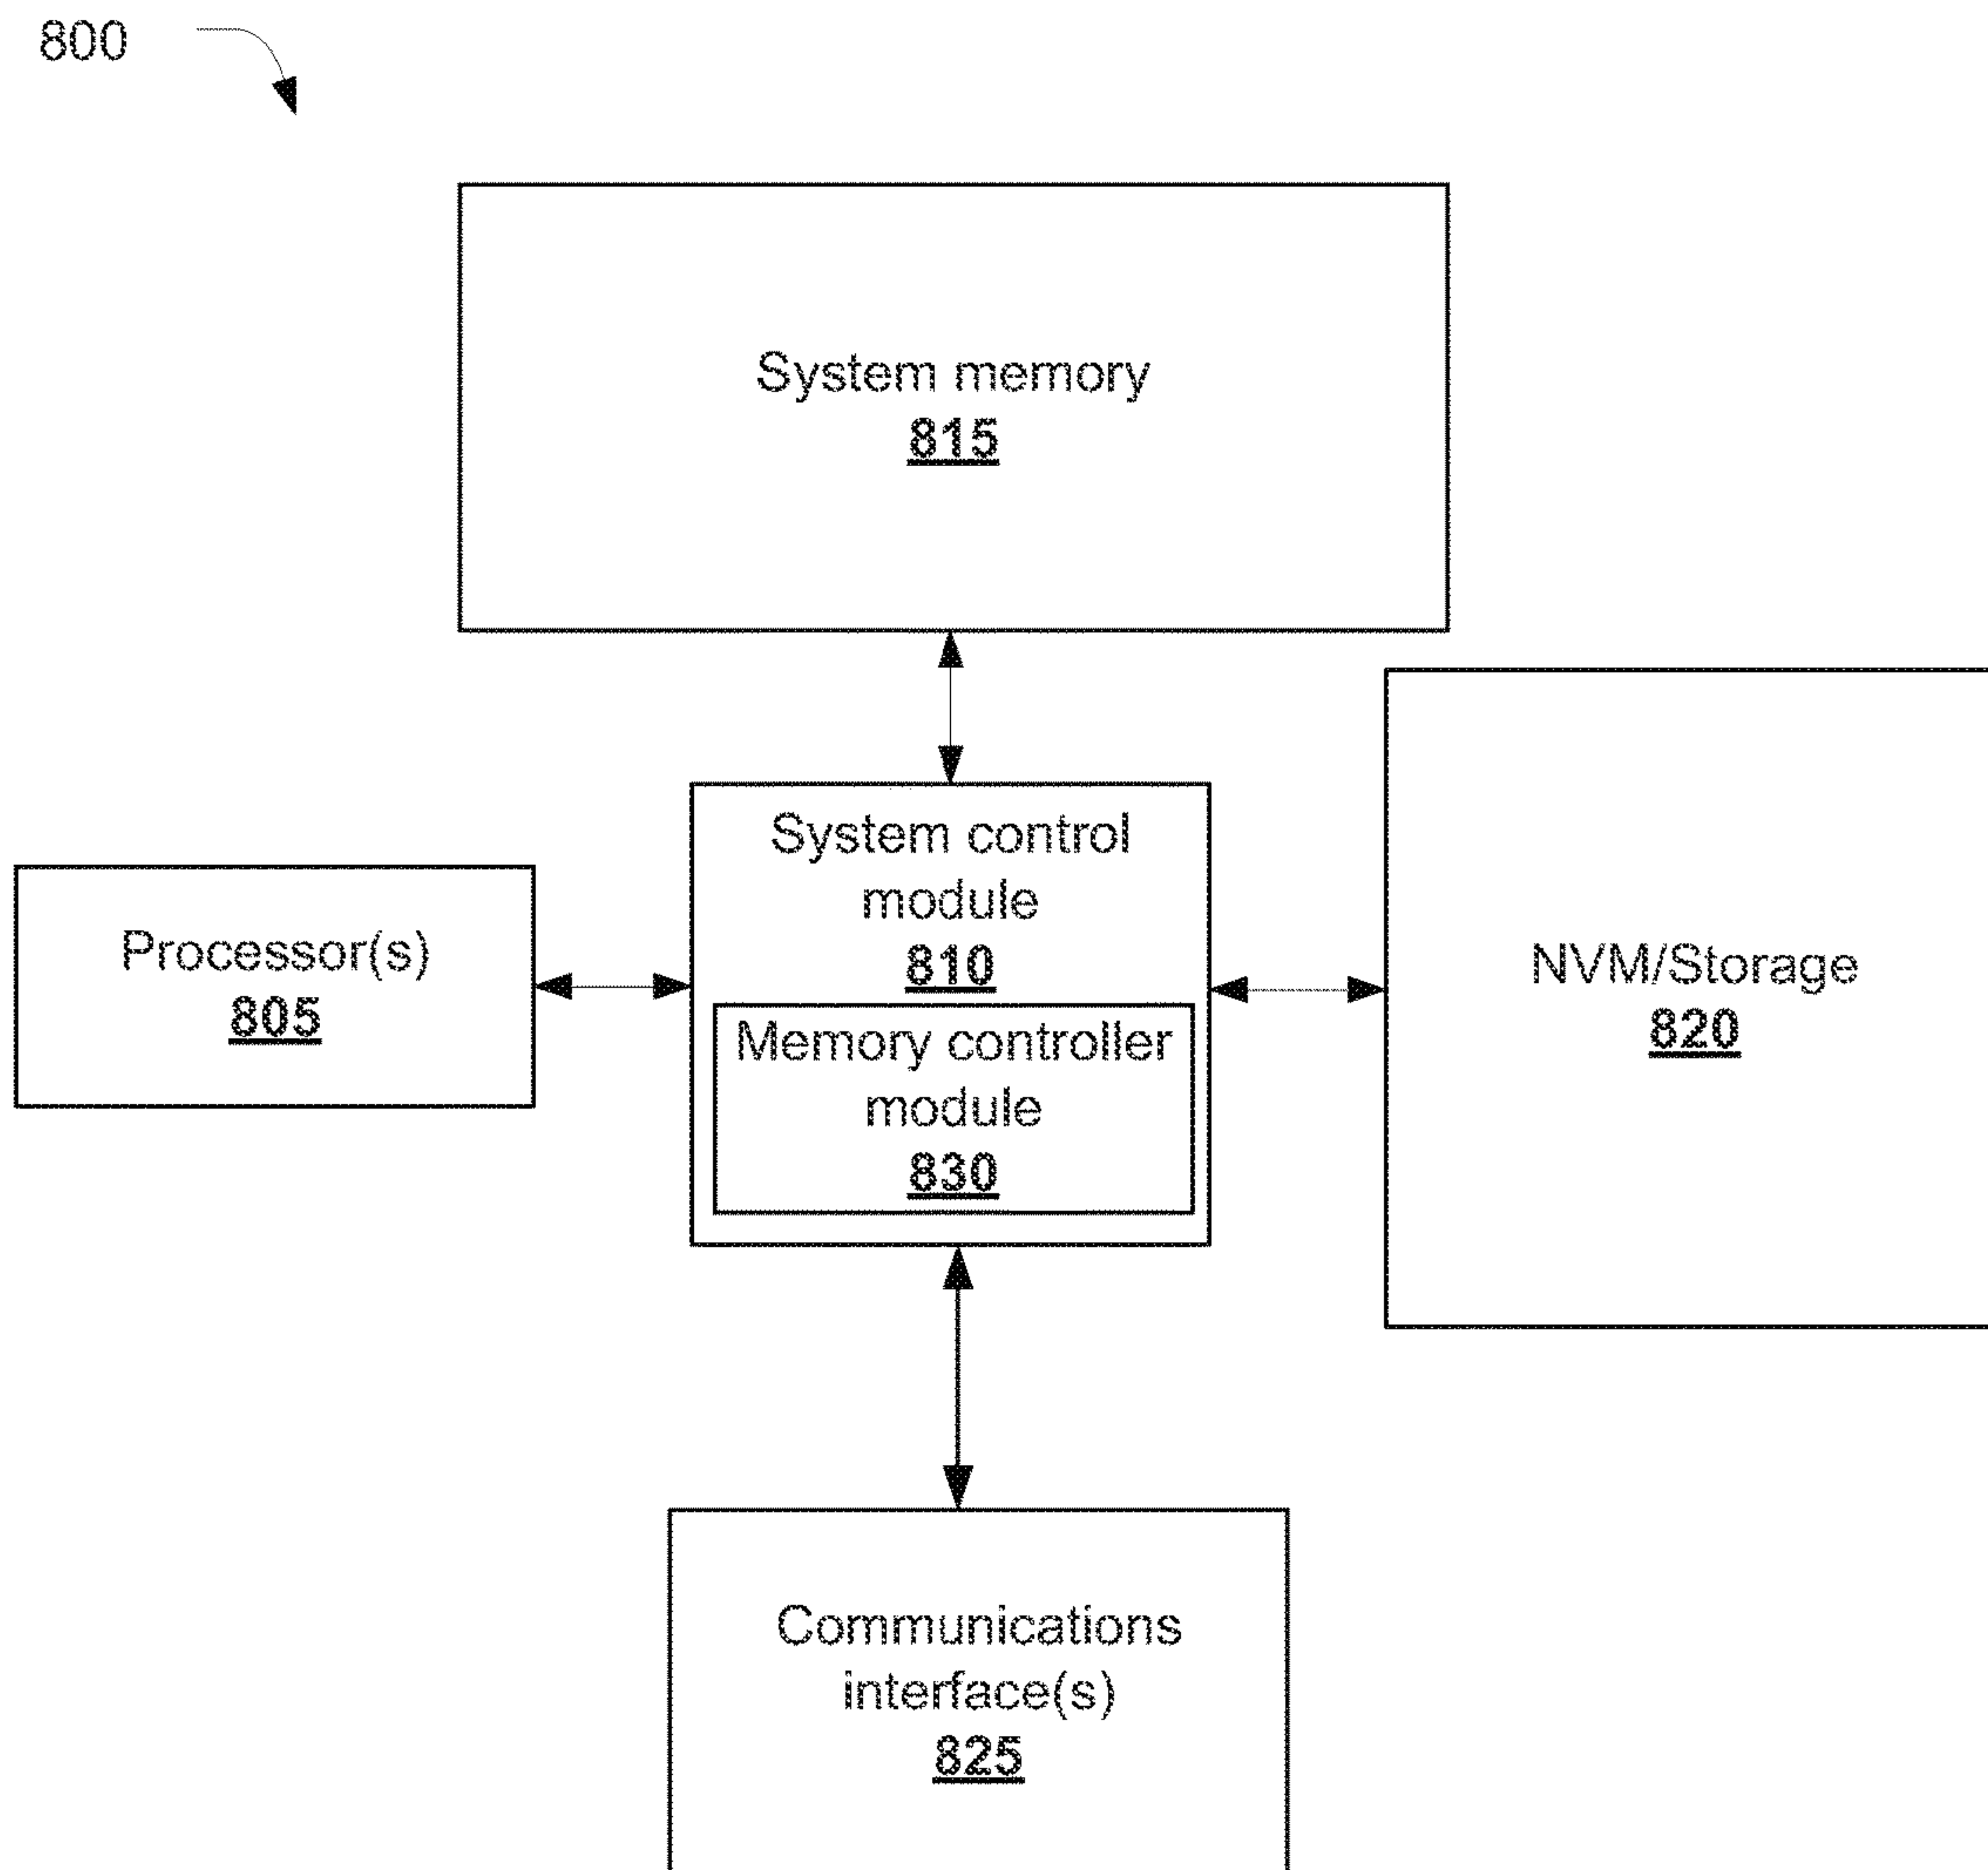 800
System memory
815
System control
module
810
Processor(s)
805
Memory controller
module
830
NVM/Storage
820
Communications
interface(s)
825